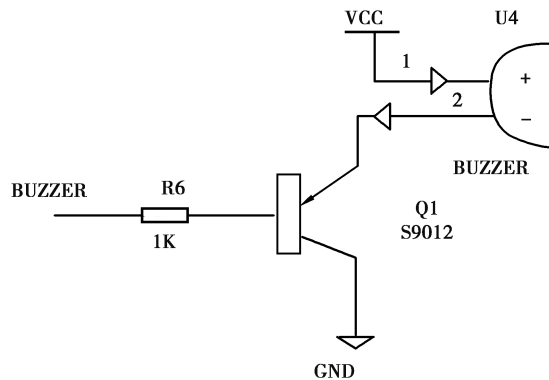 VCC
U4
1
+
2
−
BUZZER
R6
BUZZER
1K
Q1
S9012
GND